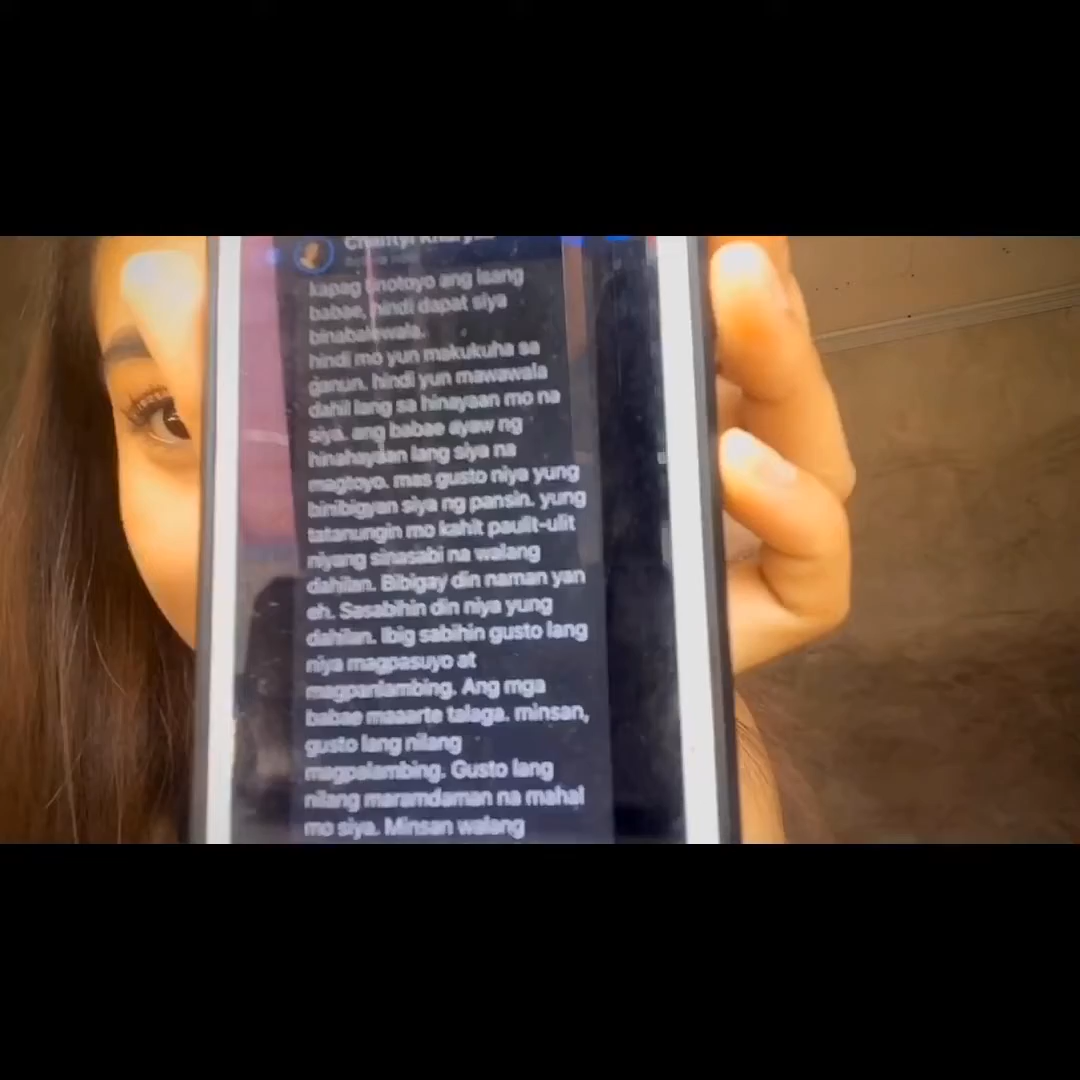 kapag tinotoyo ang isang
babae, hindi dapat siya
binabalewala.
hindi mo yun makukuha sa
ganun. hindi yun mawawala
dahil lang sa hinayaan mo na
siya. ang babae ayaw ng
hinahayaan lang siya na
magtoyo. mas gusto niya yung
binibigyan siya ng pansin. yung
tatanungin mo kahit paulit-ulit
niyang sinasabi na walang
dahilan. Bibigay din naman yan
eh. Sasabihin din niya yung
dahilan. Ibig sabihin gusto lang
niya magpasuyo at
magpanlambing. Ang mga
babae maaarte talaga. minsan,
gusto lang nilang
magpalambing. Gusto lang
nilang maramdaman na mahal
mo siya. Minsan walang